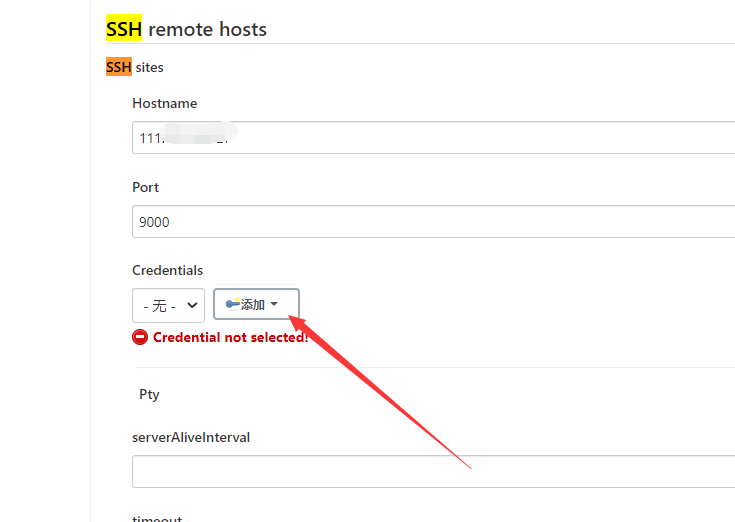 SSH remote hosts
SSH sites
Hostname
111.
Port
9000
Credentials
- 无 -
添加
Credential not selected!
Pty
serverAliveInterval
timeout